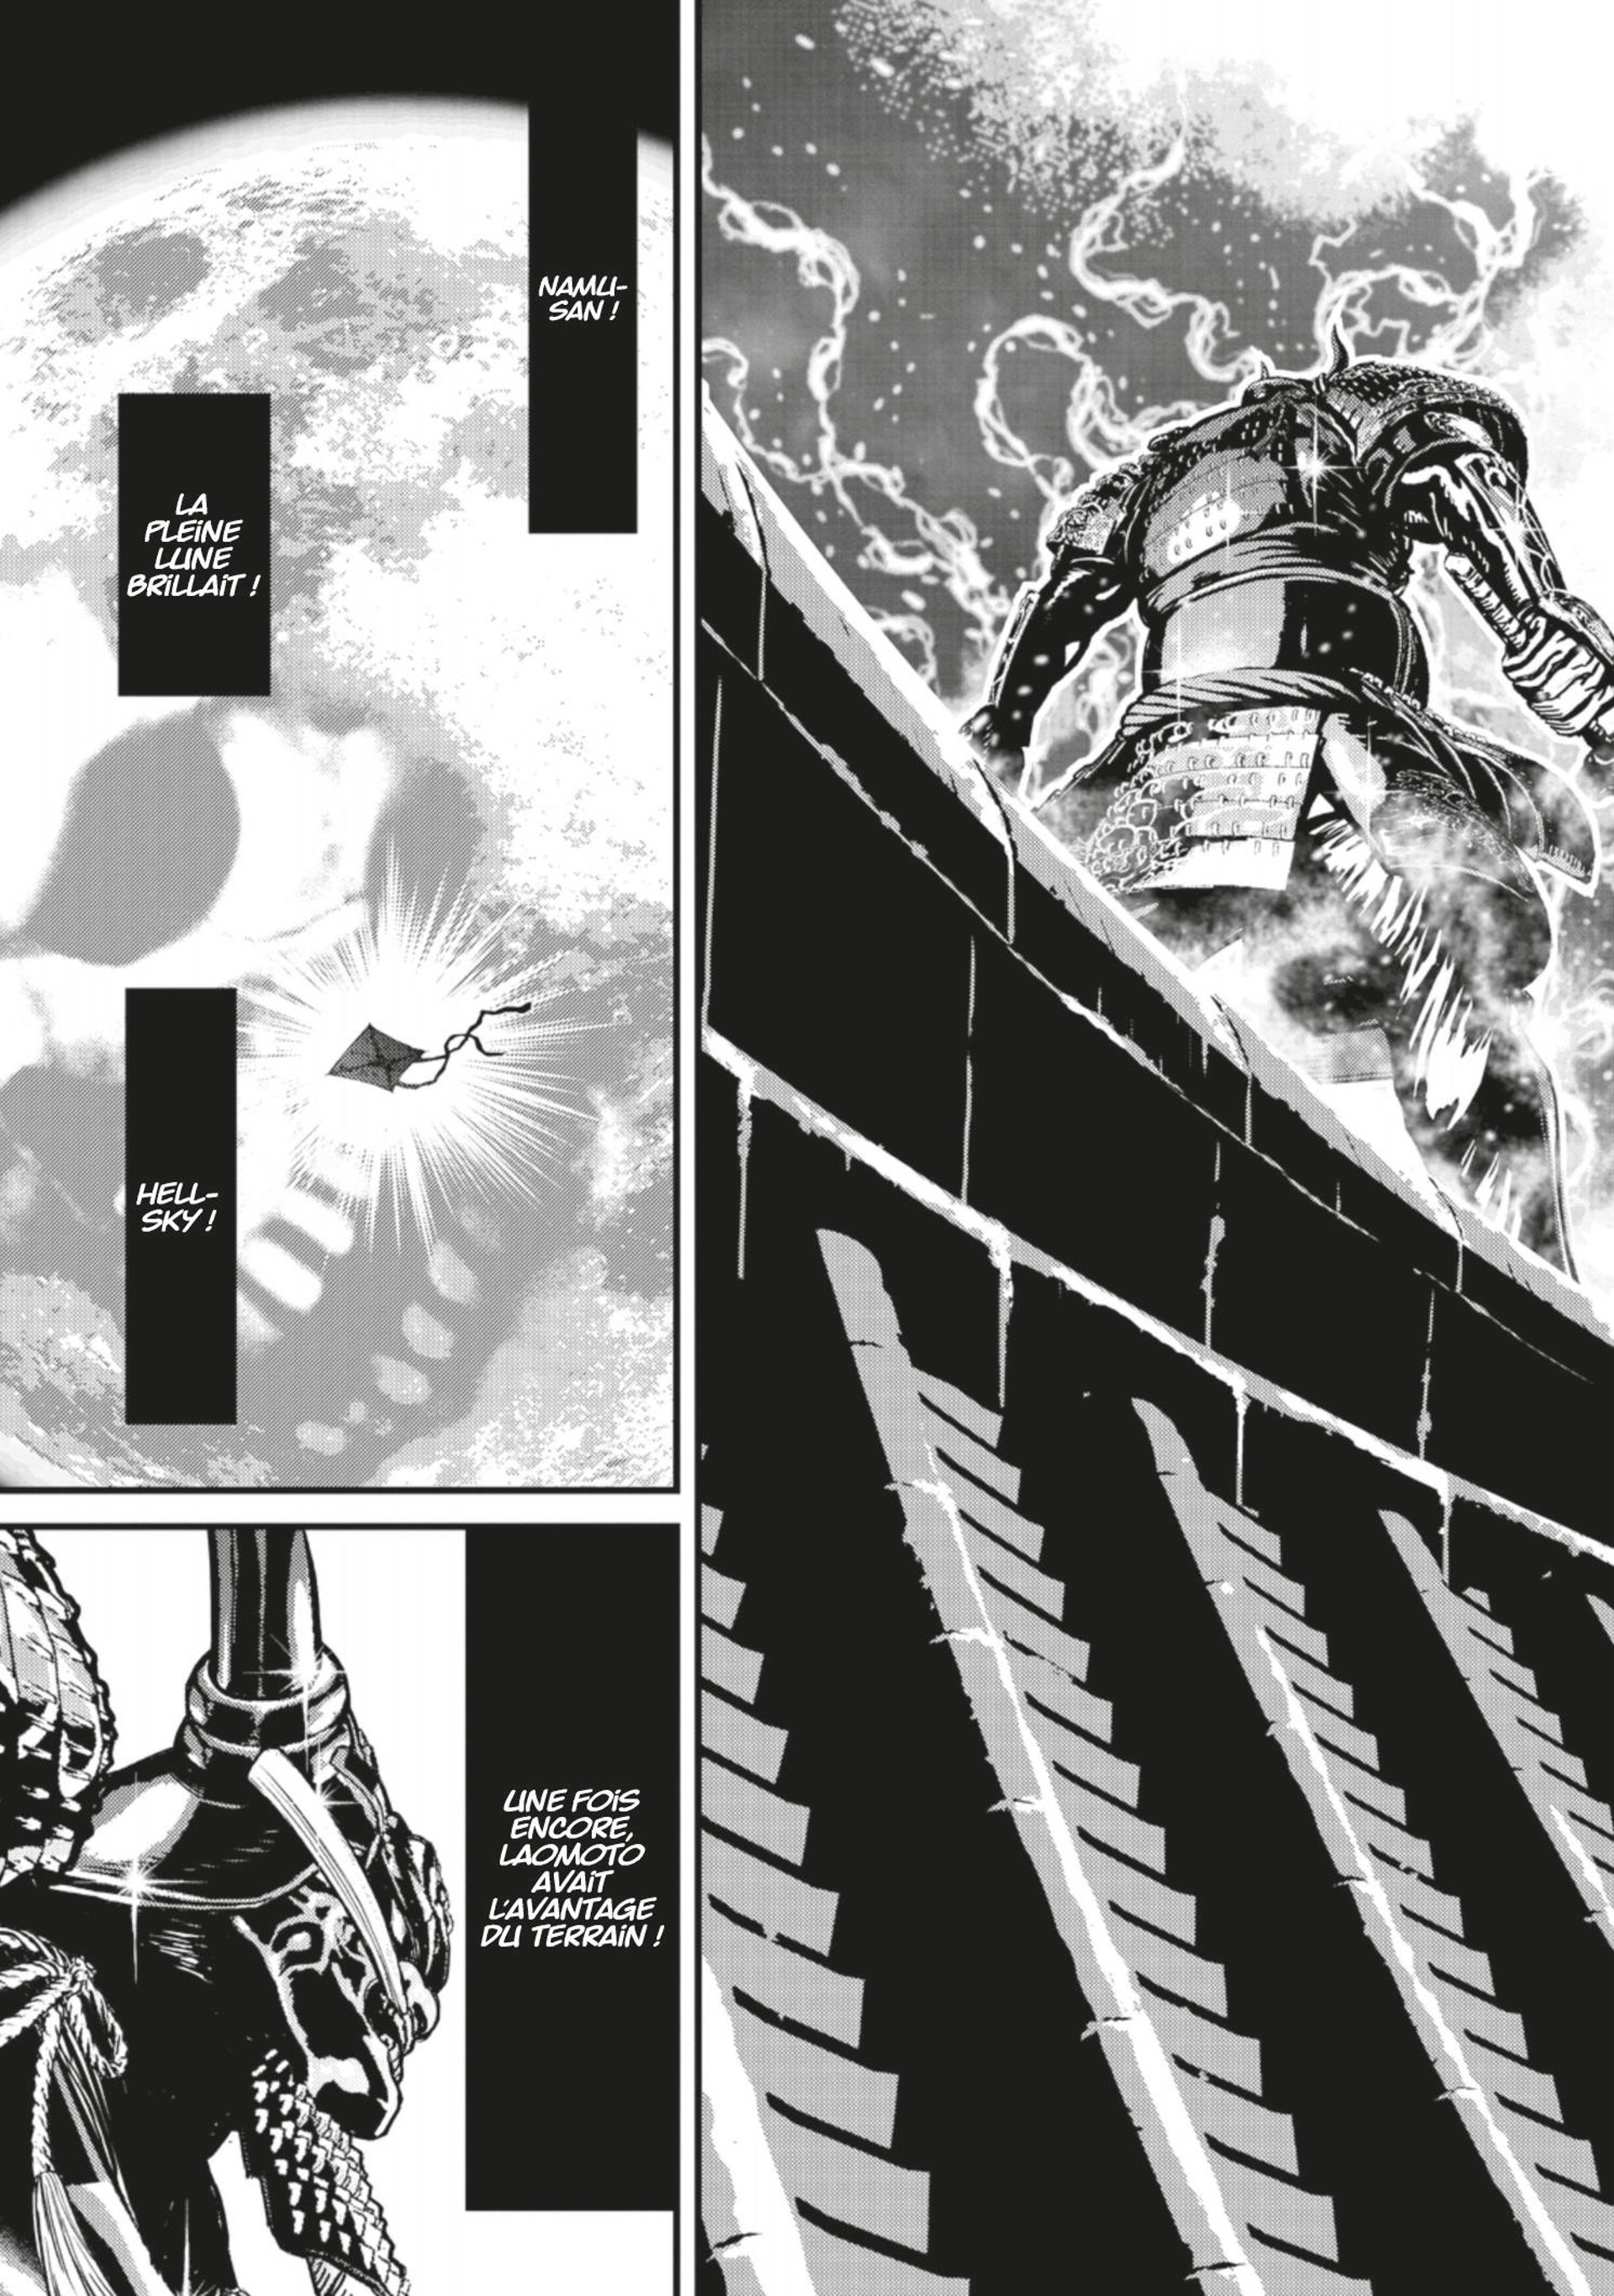 NAMU-
SAN !
LA
PLEINE
LUNE
BRILLAIT !
HELL-
SKY !
UNE FOIS
ENCORE,
LAOMOTO
AVAIT
L'AVANTAGE
DU TERRAIN !